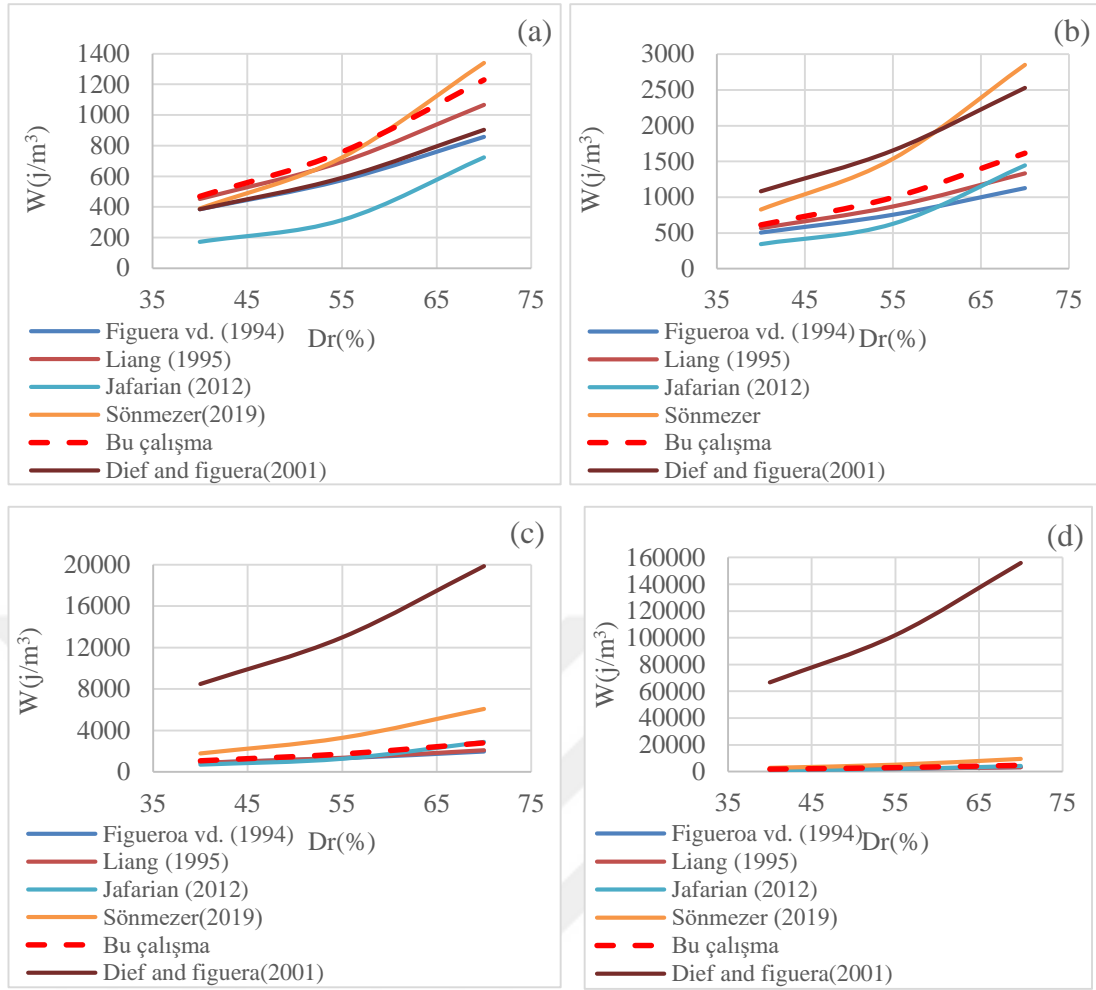 (a)
1400
1200
1000
800
600
400
200
0
W(j/m³)
35 45 55 65 75
Dr(%)
Figuera vd. (1994)
Liang (1995)
Jafarian (2012)
Sönmezer(2019)
Bu çalışma
Dief and figuera(2001)
(b)
3000
2500
2000
1500
1000
500
0
W(j/m³)
35 45 55 65 75
Dr(%)
Figueroa vd. (1994)
Liang (1995)
Jafarian (2012)
Sönmezer
Bu çalışma
Dief and figuera(2001)
(c)
20000
16000
12000
8000
4000
0
W(j/m³)
35 45 55 65 75
Dr(%)
Figueroa vd. (1994)
Liang (1995)
Jafarian (2012)
Sönmezer(2019)
Bu çalışma
Dief and figuera(2001)
(d)
160000
140000
120000
100000
80000
60000
40000
20000
0
W(j/m³)
35 45 55 65 75
Dr(%)
Figueroa vd. (1994)
Liang (1995)
Jafarian (2012)
Sönmezer (2019)
Bu çalışma
Dief and figuera(2001)